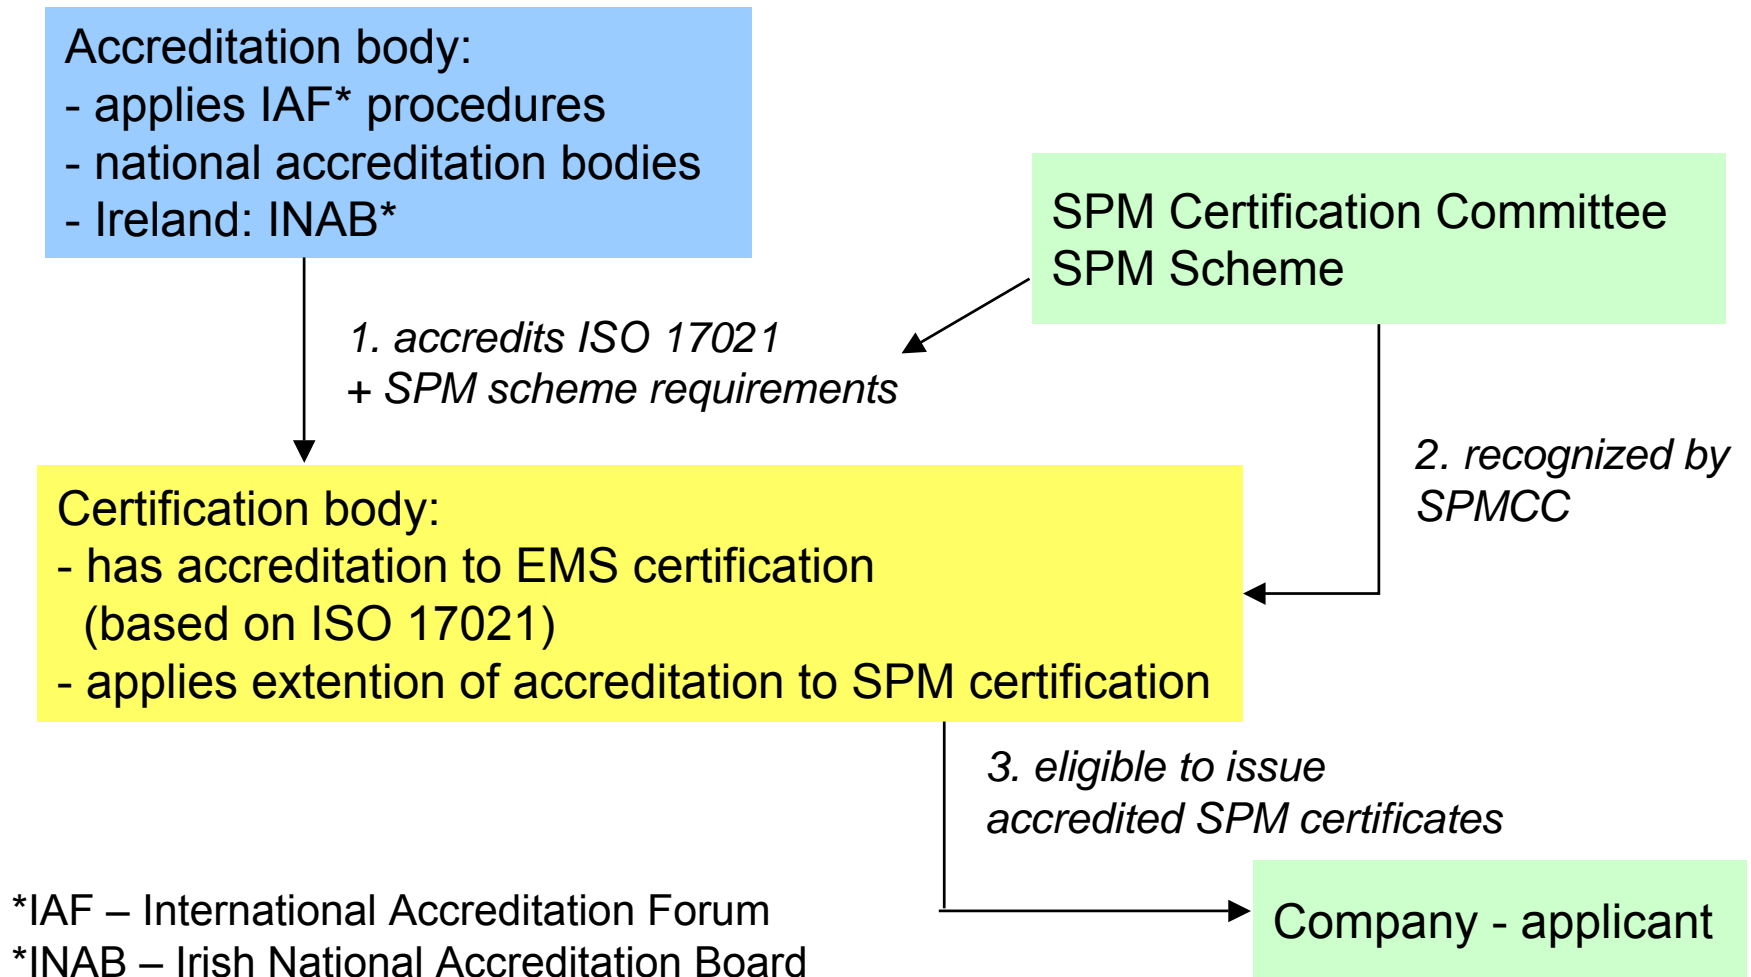 Accreditation body:
- applies IAF* procedures
- national accreditation bodies
- Ireland: INAB*
SPM Certification Committee
SPM Scheme
1. accredits ISO 17021
+ SPM scheme requirements
2. recognized by
SPMCC
Certification body:
- has accreditation to EMS certification
(based on ISO 17021)
- applies extention of accreditation to SPM certification
3. eligible to issue
accredited SPM certificates
Company - applicant
*IAF – International Accreditation Forum
*INAB – Irish National Accreditation Board